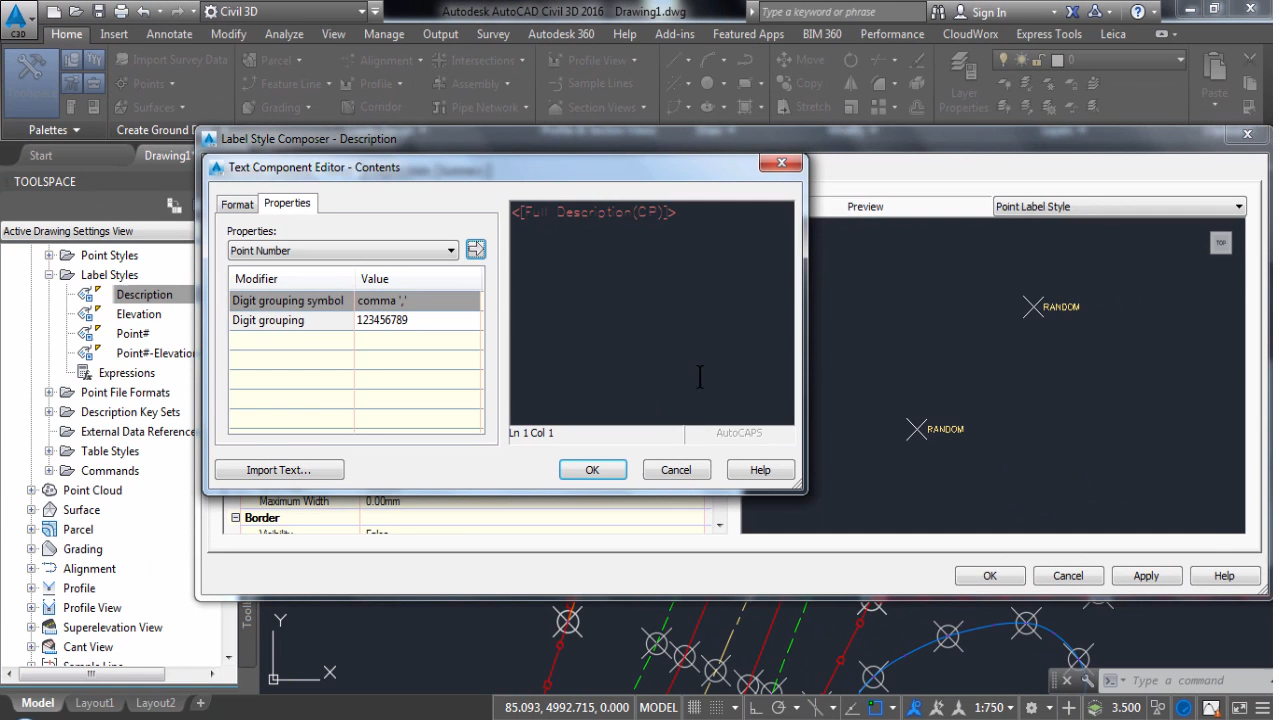 Civil 3D
Autodesk AutoCAD Civil 3D 2016 Drawing1.dwg
Type a keyword or phrase
Sign In
C3D
Home Insert Annotate Modify Analyze View Manage Output Survey Autodesk 360 Help Add-ins Featured Apps BIM 360 Performance CloudWorx Express Tools Leica
Import Survey Data Parcel Alignment Intersections Profile View Move 0
Points Feature Line Profile Assembly Sample Lines Copy
Surfaces Grading Corridor Pipe Network Section Views Stretch Layer Properties Paste
Palettes Create Ground D
Start Drawing1*
Label Style Composer - Description
Text Component Editor - Contents
TOOLSPACE
Active Drawing Settings View
Point Styles
Label Styles
Description
Elevation
Point#
Point#-Elevatio
Expressions
Point File Formats
Description Key Sets
External Data Reference
Table Styles
Commands
Point Cloud
Surface
Parcel
Grading
Alignment
Profile
Profile View
Superelevation View
Cant View
Sample Line
Format Properties
Properties:
Point Number
Modifier Value
Digit grouping symbol comma ','
Digit grouping 123456789
<[Full Description(CP)]>
Ln 1 Col 1 AutoCAPS
Import Text... OK Cancel Help
Preview Point Label Style
TOP
RANDOM
RANDOM
Maximum Width 0.00mm
Border
Visibility False
OK Cancel Apply Help
Y
X
Type a command
Model Layout1 Layout2
85.093, 4992.715, 0.000 MODEL 1:750 3.500